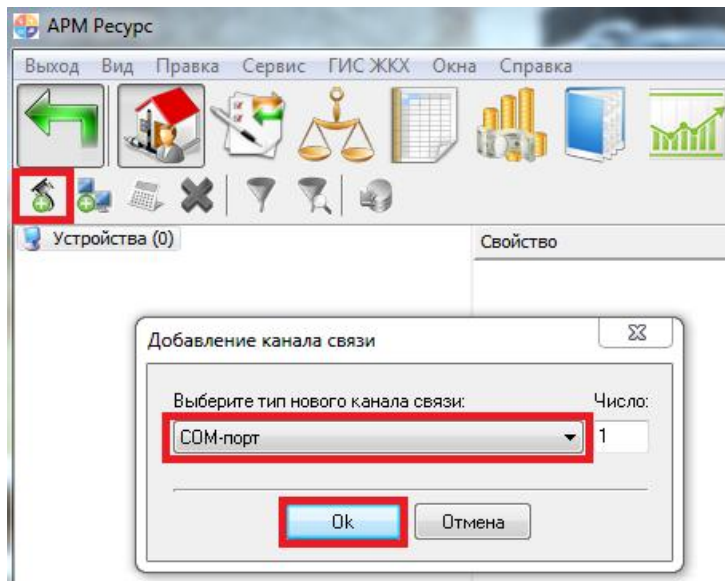 АРМ Ресурс
Выход Вид Правка Сервис ГИС ЖКХ Окна Справка
Устройства (0)
Свойство
Добавление канала связи
Выберите тип нового канала связи: Число:
COM-порт 1
Ok Отмена